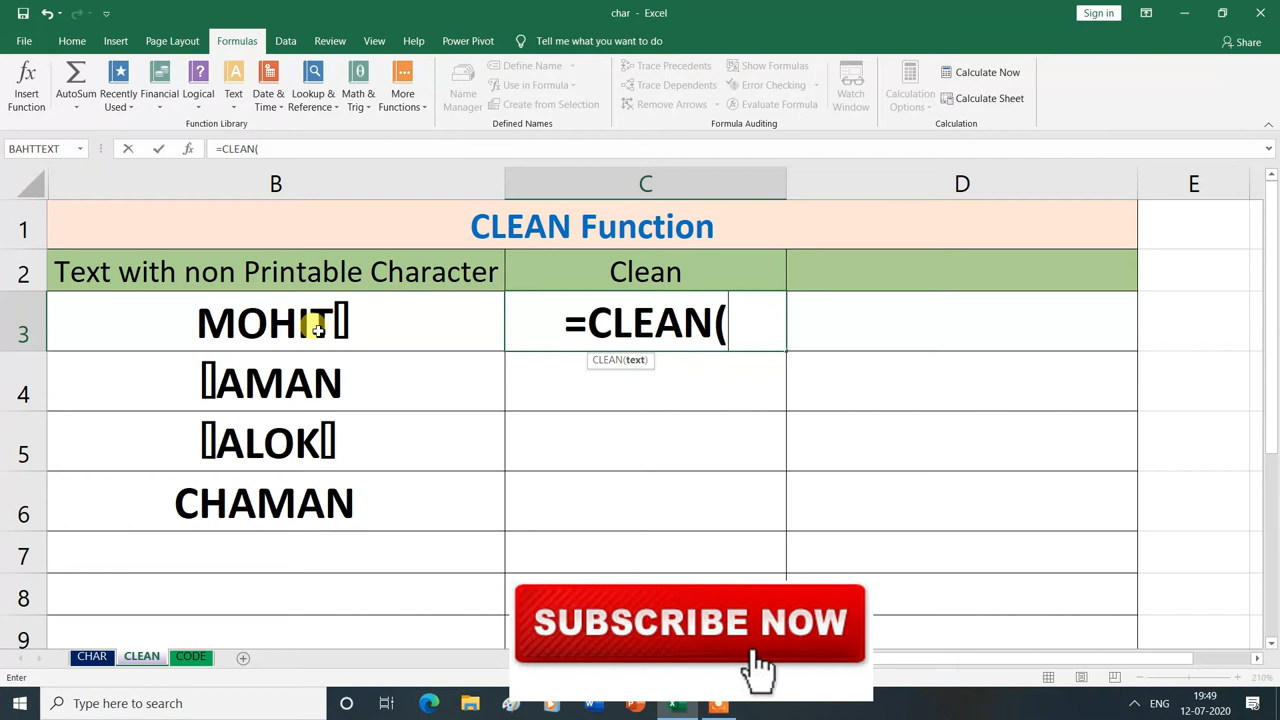 char - Excel
Sign in
File Home Insert Page Layout Formulas Data Review View Help Power Pivot Tell me what you want to do Share
Insert Function
AutoSum
Recently Used
Financial
Logical
Text
Date & Time
Lookup & Reference
Math & Trig
More Functions
Function Library
Name Manager
Define Name
Use in Formula
Create from Selection
Defined Names
Trace Precedents
Trace Dependents
Remove Arrows
Show Formulas
Error Checking
Evaluate Formula
Formula Auditing
Watch Window
Calculation Options
Calculate Now
Calculate Sheet
Calculation
BAHTTEXT fx =CLEAN(
B C D E
1 CLEAN Function
2 Text with non Printable Character Clean
3 MOHIT▯ =CLEAN(
CLEAN(text)
4 ▯AMAN
5 ▯ALOK▯
6 CHAMAN
7
8
9
SUBSCRIBE NOW
CHAR CLEAN CODE
Enter 210%
Type here to search
ENG 19:49
12-07-2020